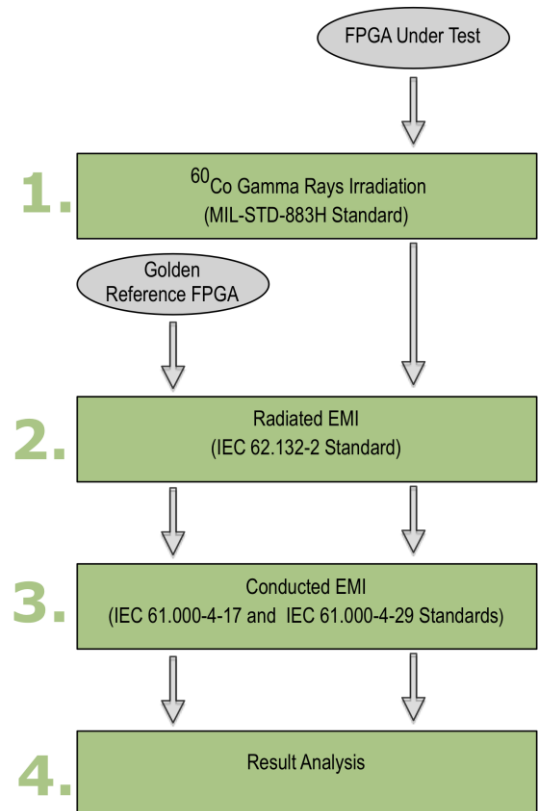 FPGA Under Test
1.
60Co Gamma Rays Irradiation
(MIL-STD-883H Standard)
Golden
Reference FPGA
2.
Radiated EMI
(IEC 62.132-2 Standard)
3.
Conducted EMI
(IEC 61.000-4-17 and IEC 61.000-4-29 Standards)
4.
Result Analysis